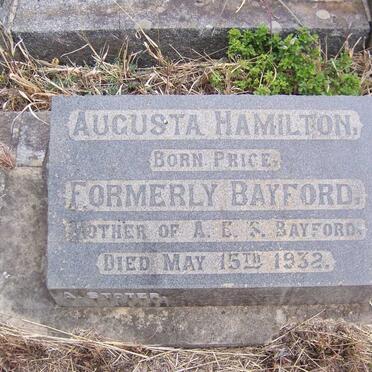 AUGUSTA HAMILTON,
BORN PRICE,
FORMERLY BAYFORD,
MOTHER OF A. E. S. BAYFORD.
DIED MAY 15TH 1932.